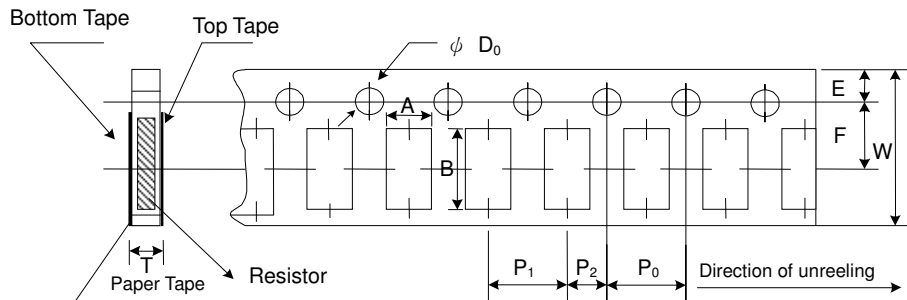 Bottom Tape
Top Tape
ϕ D₀
A
E
F
W
B
T
Paper Tape
Resistor
P₁
P₂
P₀
Direction of unreeling